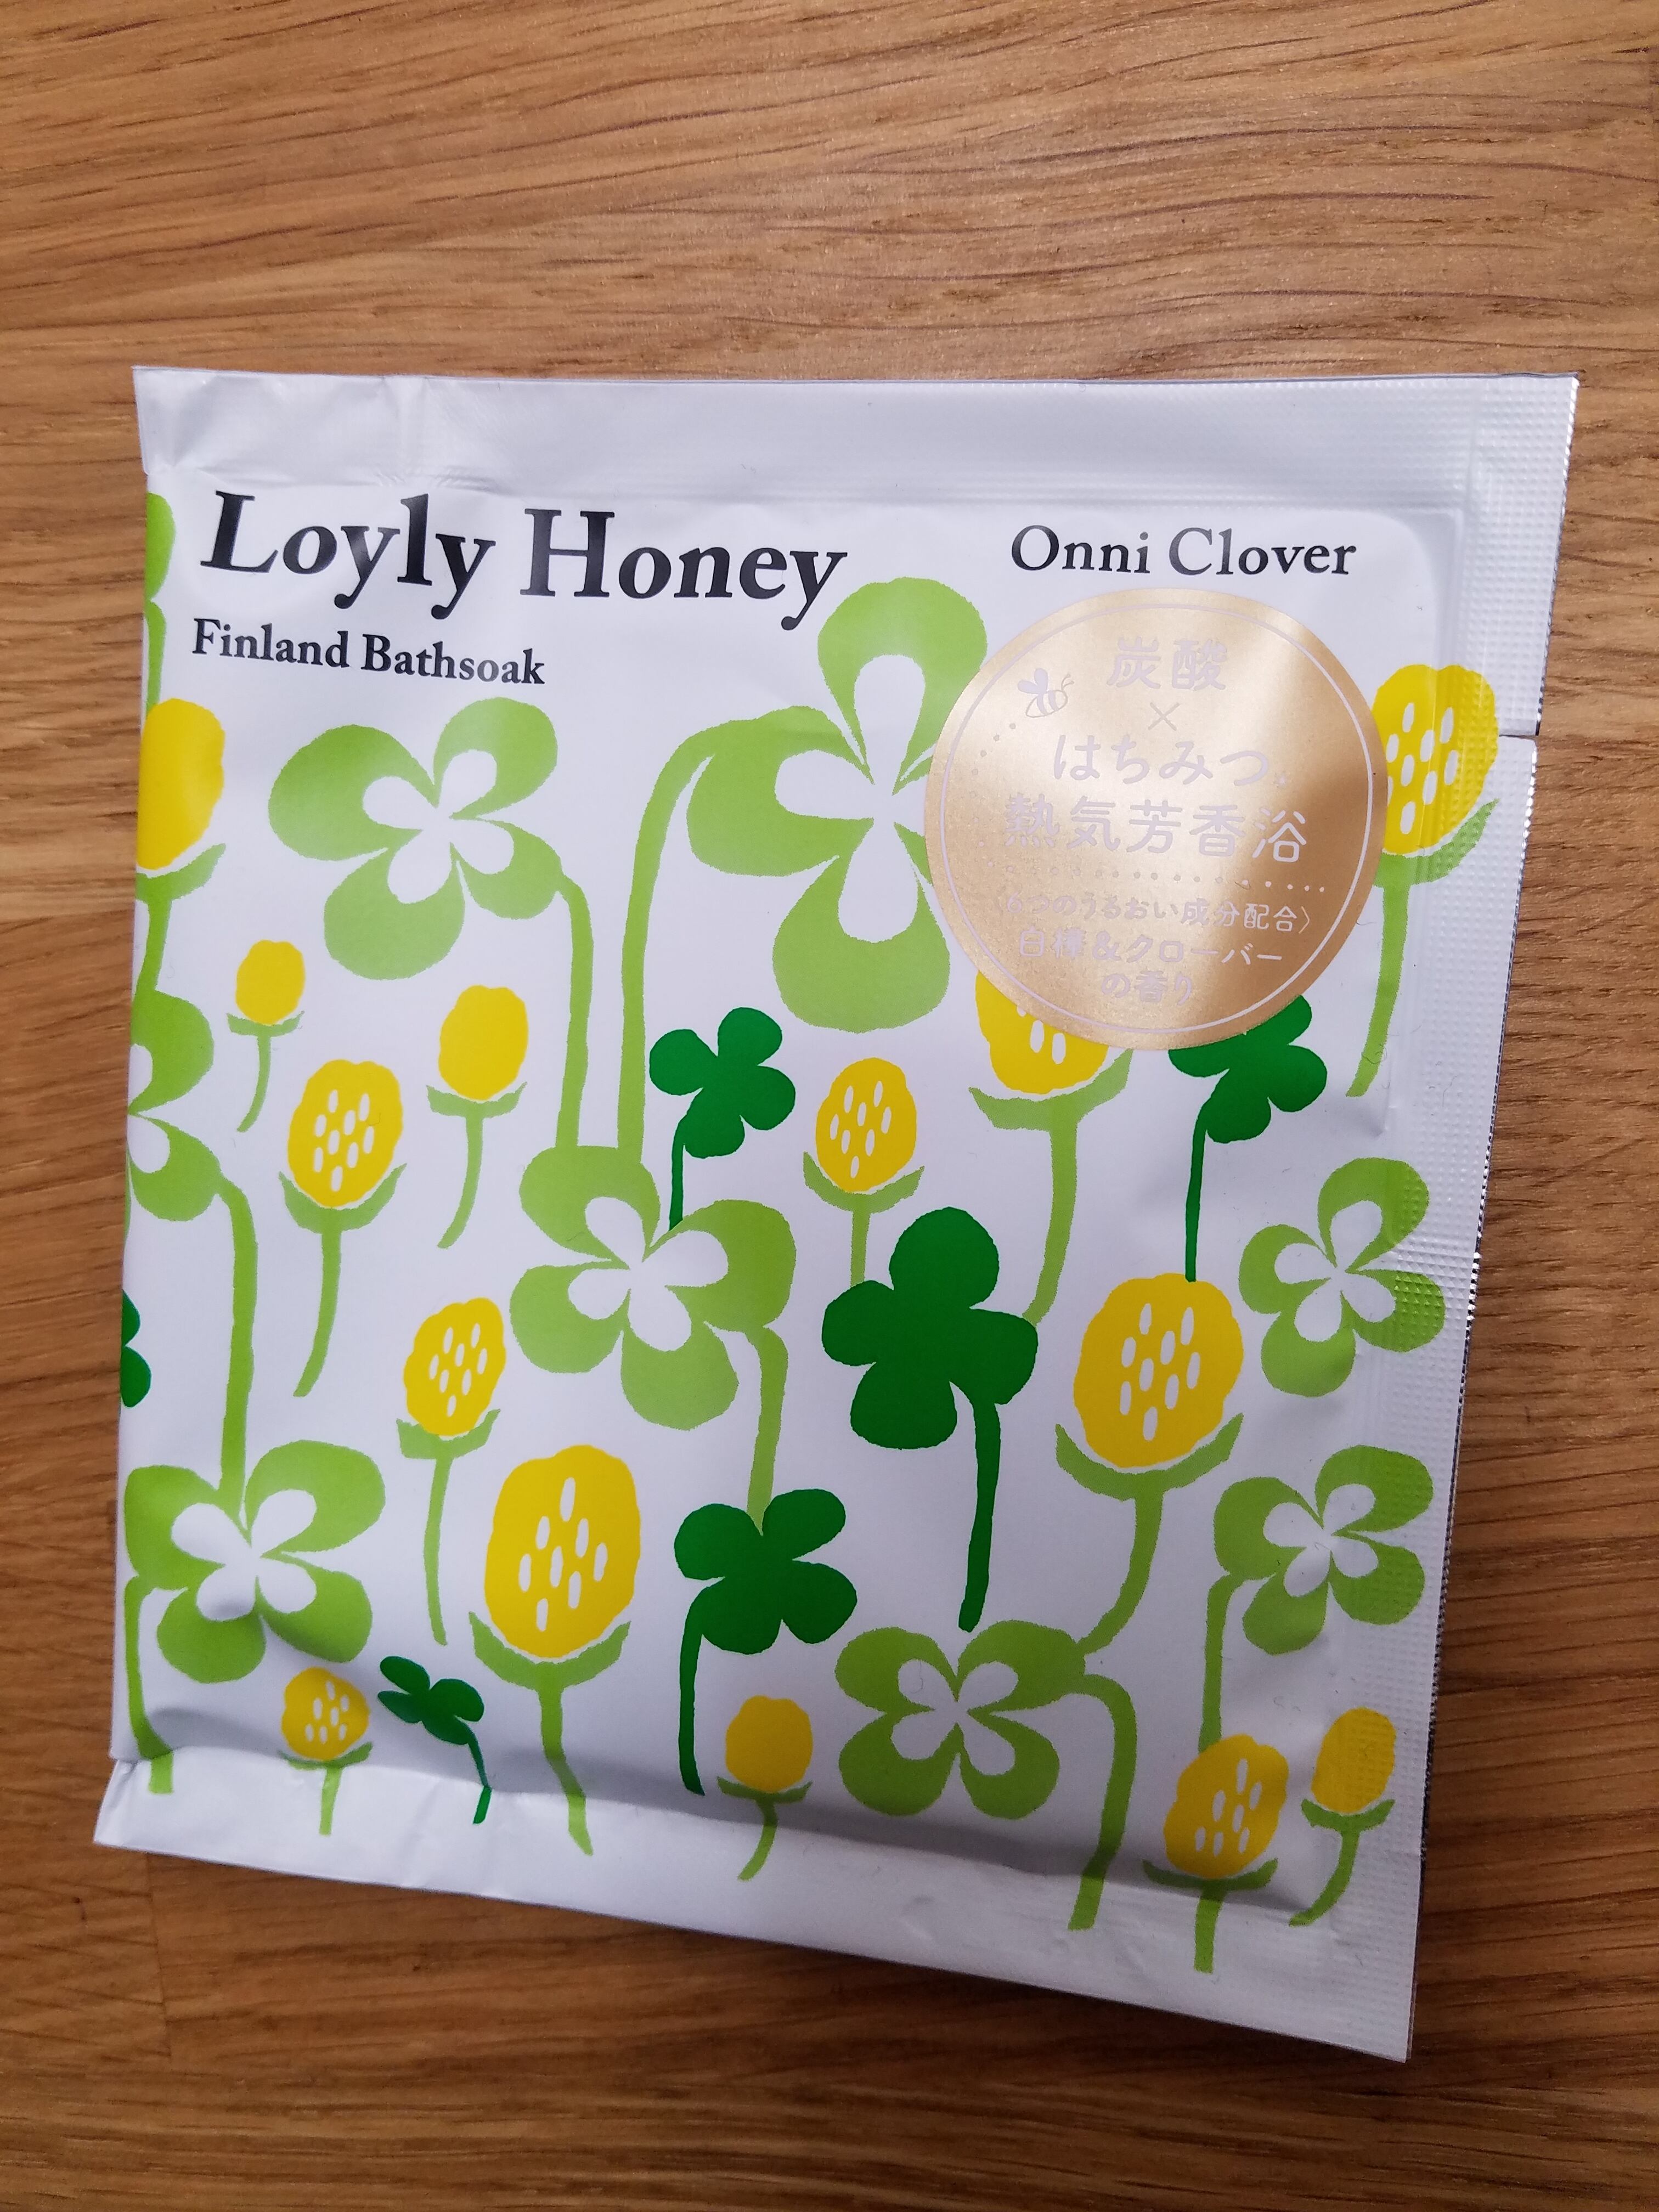 Loyly Honey
Onni Clover
Finland Bathsoak
炭酸
×
はちみつ
熱気芳香浴
〈6つのうるおい成分配合〉
白樺&クローバー
の香り